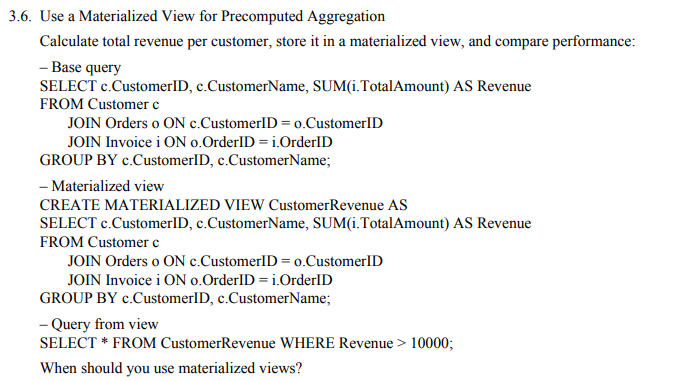 3.6. Use a Materialized View for Precomputed Aggregation
Calculate total revenue per customer, store it in a materialized view, and compare performance:
– Base query
SELECT c.CustomerID, c.CustomerName, SUM(i.TotalAmount) AS Revenue
FROM Customer c
JOIN Orders o ON c.CustomerID = o.CustomerID
JOIN Invoice i ON o.OrderID = i.OrderID
GROUP BY c.CustomerID, c.CustomerName;
– Materialized view
CREATE MATERIALIZED VIEW CustomerRevenue AS
SELECT c.CustomerID, c.CustomerName, SUM(i.TotalAmount) AS Revenue
FROM Customer c
JOIN Orders o ON c.CustomerID = o.CustomerID
JOIN Invoice i ON o.OrderID = i.OrderID
GROUP BY c.CustomerID, c.CustomerName;
– Query from view
SELECT * FROM CustomerRevenue WHERE Revenue > 10000;
When should you use materialized views?